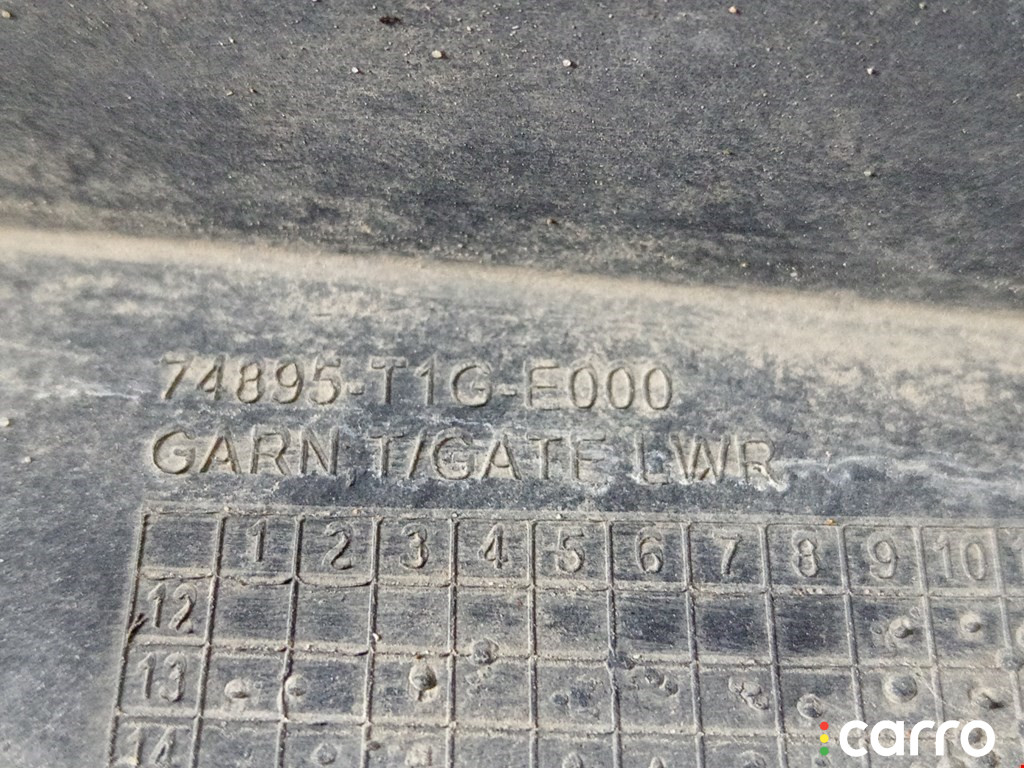 74895-T1G-E000
GARN T/GATE LWR
1 2 3 4 5 6 7 8 9 10
12
13
14
carro